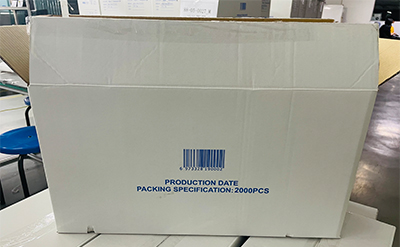 PRODUCTION DATE
PACKING SPECIFICATION: 2000PCS